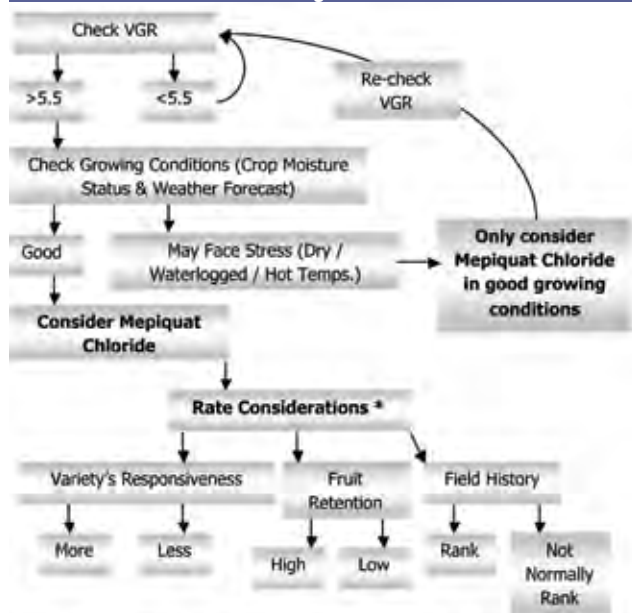 Check VGR
>5.5
<5.5
Re-check
VGR
Check Growing Conditions (Crop Moisture
Status & Weather Forecast)
Good
May Face Stress (Dry /
Waterlogged / Hot Temps.)
Only consider
Mepiquat Chloride
in good growing
conditions
Consider Mepiquat
Chloride
Rate Considerations *
Variety's Responsiveness
Fruit
Retention
Field History
More
Less
High
Low
Rank
Not
Normally
Rank